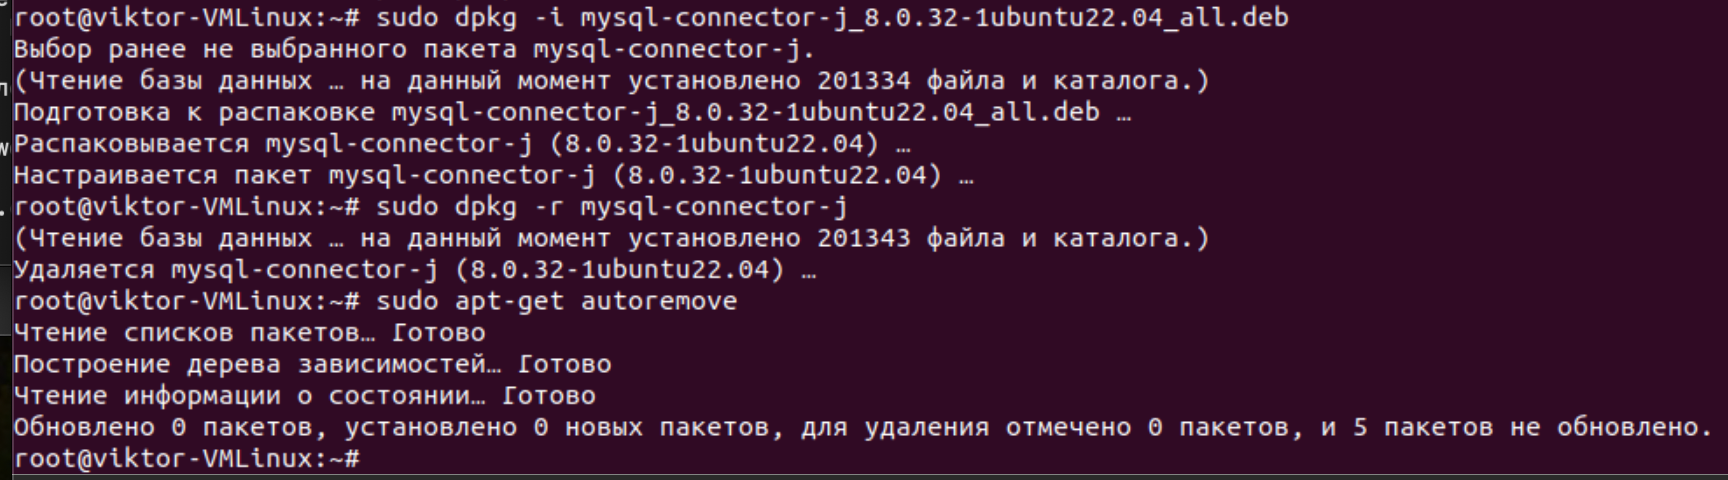 root@viktor-VMLinux:~# sudo dpkg -i mysql-connector-j_8.0.32-1ubuntu22.04_all.deb
Выбор ранее не выбранного пакета mysql-connector-j.
(Чтение базы данных … на данный момент установлено 201334 файла и каталога.)
Подготовка к распаковке mysql-connector-j_8.0.32-1ubuntu22.04_all.deb …
Распаковывается mysql-connector-j (8.0.32-1ubuntu22.04) …
Настраивается пакет mysql-connector-j (8.0.32-1ubuntu22.04) …
root@viktor-VMLinux:~# sudo dpkg -r mysql-connector-j
(Чтение базы данных … на данный момент установлено 201343 файла и каталога.)
Удаляется mysql-connector-j (8.0.32-1ubuntu22.04) …
root@viktor-VMLinux:~# sudo apt-get autoremove
Чтение списков пакетов… Готово
Построение дерева зависимостей… Готово
Чтение информации о состоянии… Готово
Обновлено 0 пакетов, установлено 0 новых пакетов, для удаления отмечено 0 пакетов, и 5 пакетов не обновлено.
root@viktor-VMLinux:~#